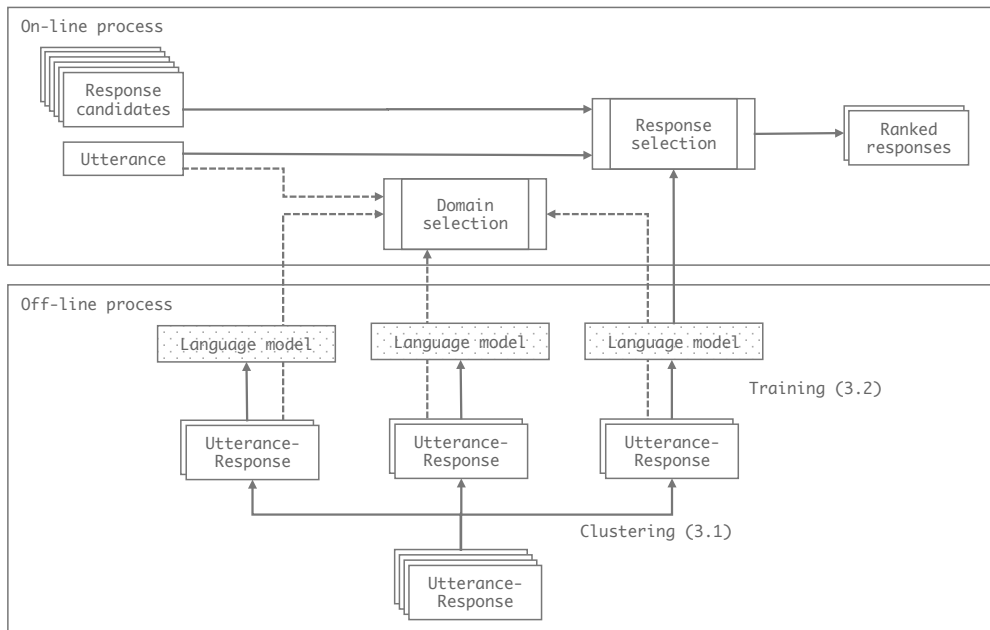 On-line process
Response
candidates
Response
selection
Ranked
responses
Utterance
Domain
selection
Off-line process
Language model
Language model
Language model
Training (3.2)
Utterance-
Response
Utterance-
Response
Utterance-
Response
Clustering (3.1)
Utterance-
Response